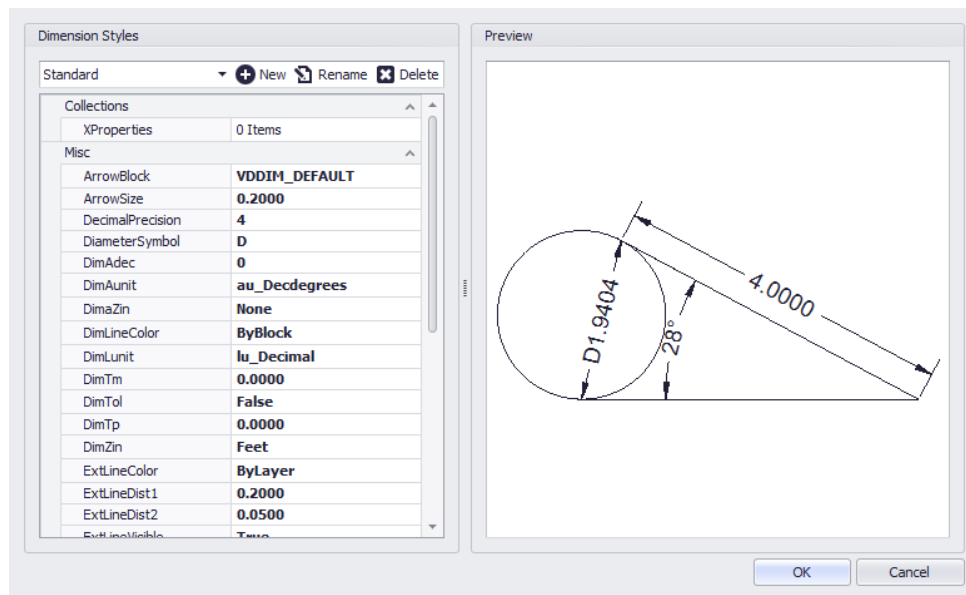 Dimension Styles
Standard New Rename Delete
Collections
XProperties 0 Items
Misc
ArrowBlock VDDIM_DEFAULT
ArrowSize 0.2000
DecimalPrecision 4
DiameterSymbol D
DimAdec 0
DimAunit au_Decdegrees
DimaZin None
DimLineColor ByBlock
DimLunit lu_Decimal
DimTm 0.0000
DimTol False
DimTp 0.0000
DimZin Feet
ExtLineColor ByLayer
ExtLineDist1 0.2000
ExtLineDist2 0.0500
ExtLineVisible True
Preview
D1.9404
28°
4.0000
OK Cancel